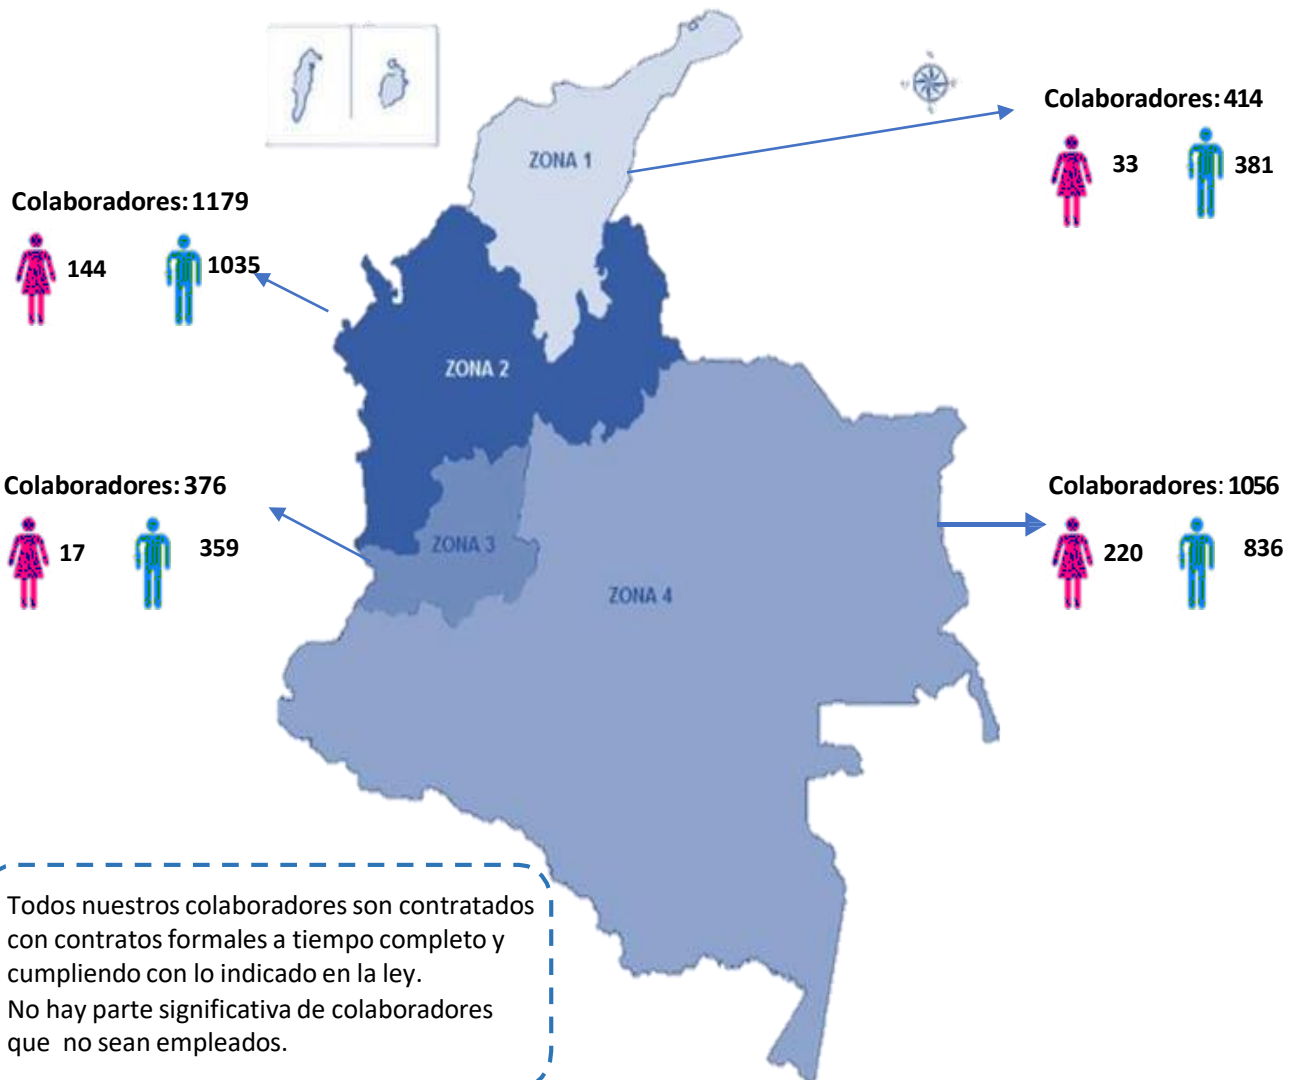 Colaboradores: 414
33
381
ZONA 1
Colaboradores: 1179
144
1035
ZONA 2
Colaboradores: 376
17
359
ZONA 3
Colaboradores: 1056
220
836
ZONA 4
Todos nuestros colaboradores son contratados
con contratos formales a tiempo completo y
cumpliendo con lo indicado en la ley.
No hay parte significativa de colaboradores
que no sean empleados.